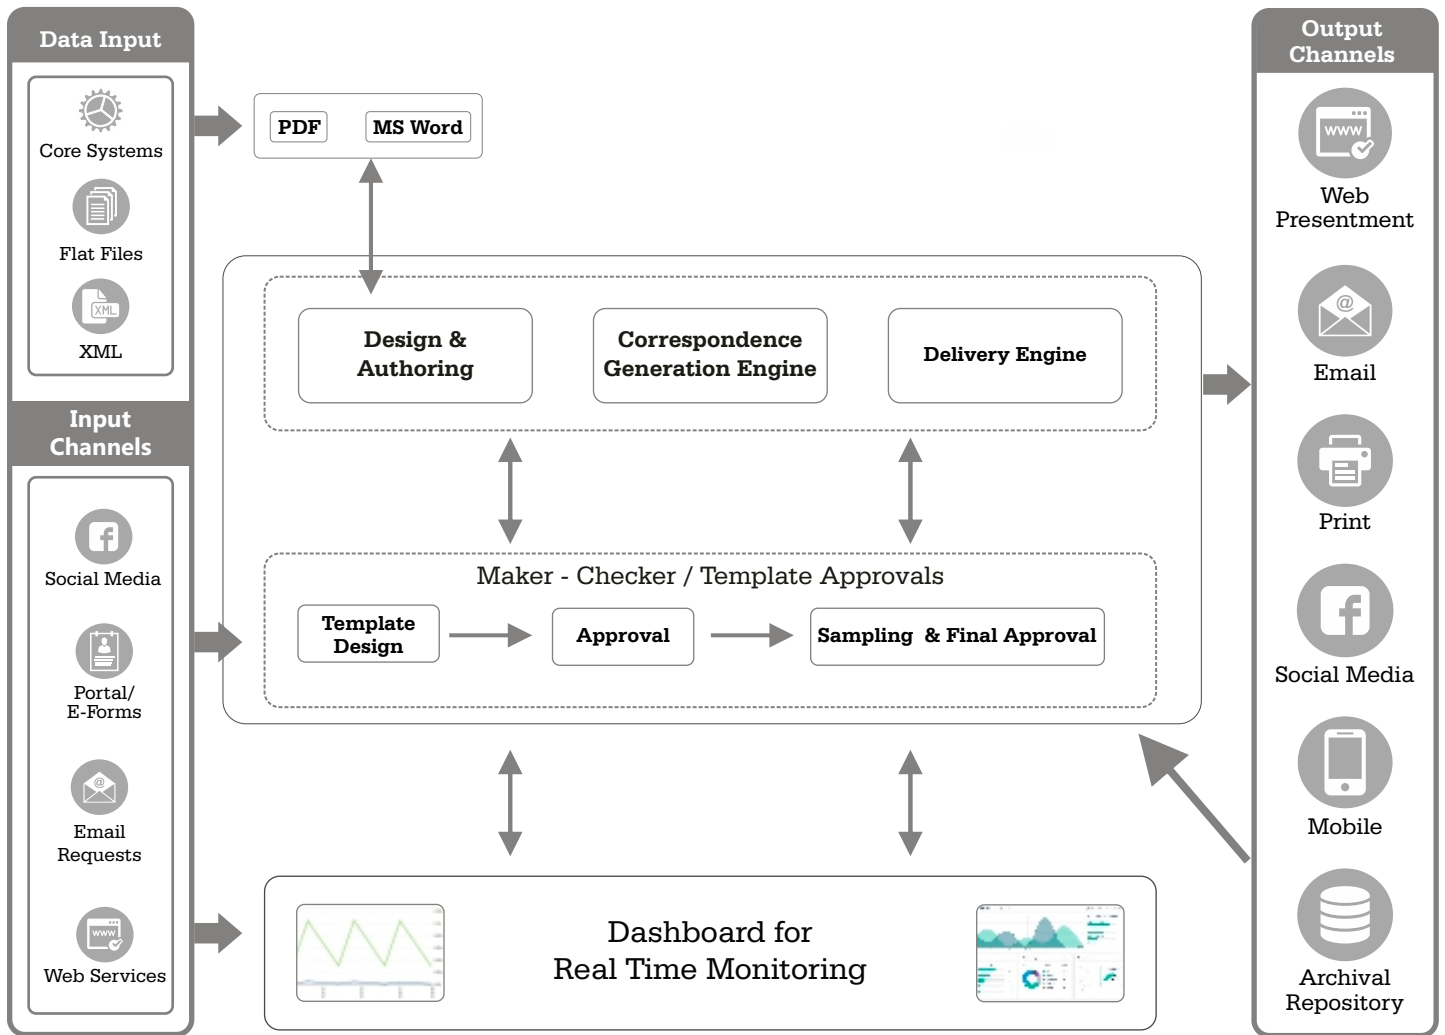 Data Input
Core Systems
Flat Files
XML
XML
Input
Channels
Social Media
Portal/
E-Forms
@
Email
Requests
www
Web Services
PDF
MS Word
Design &
Authoring
Correspondence
Generation Engine
Delivery Engine
Maker - Checker / Template Approvals
Template
Design
Approval
Sampling & Final Approval
Dashboard for
Real Time Monitoring
Output
Channels
www
Web
Presentment
@
Email
Print
Social Media
Mobile
Archival
Repository